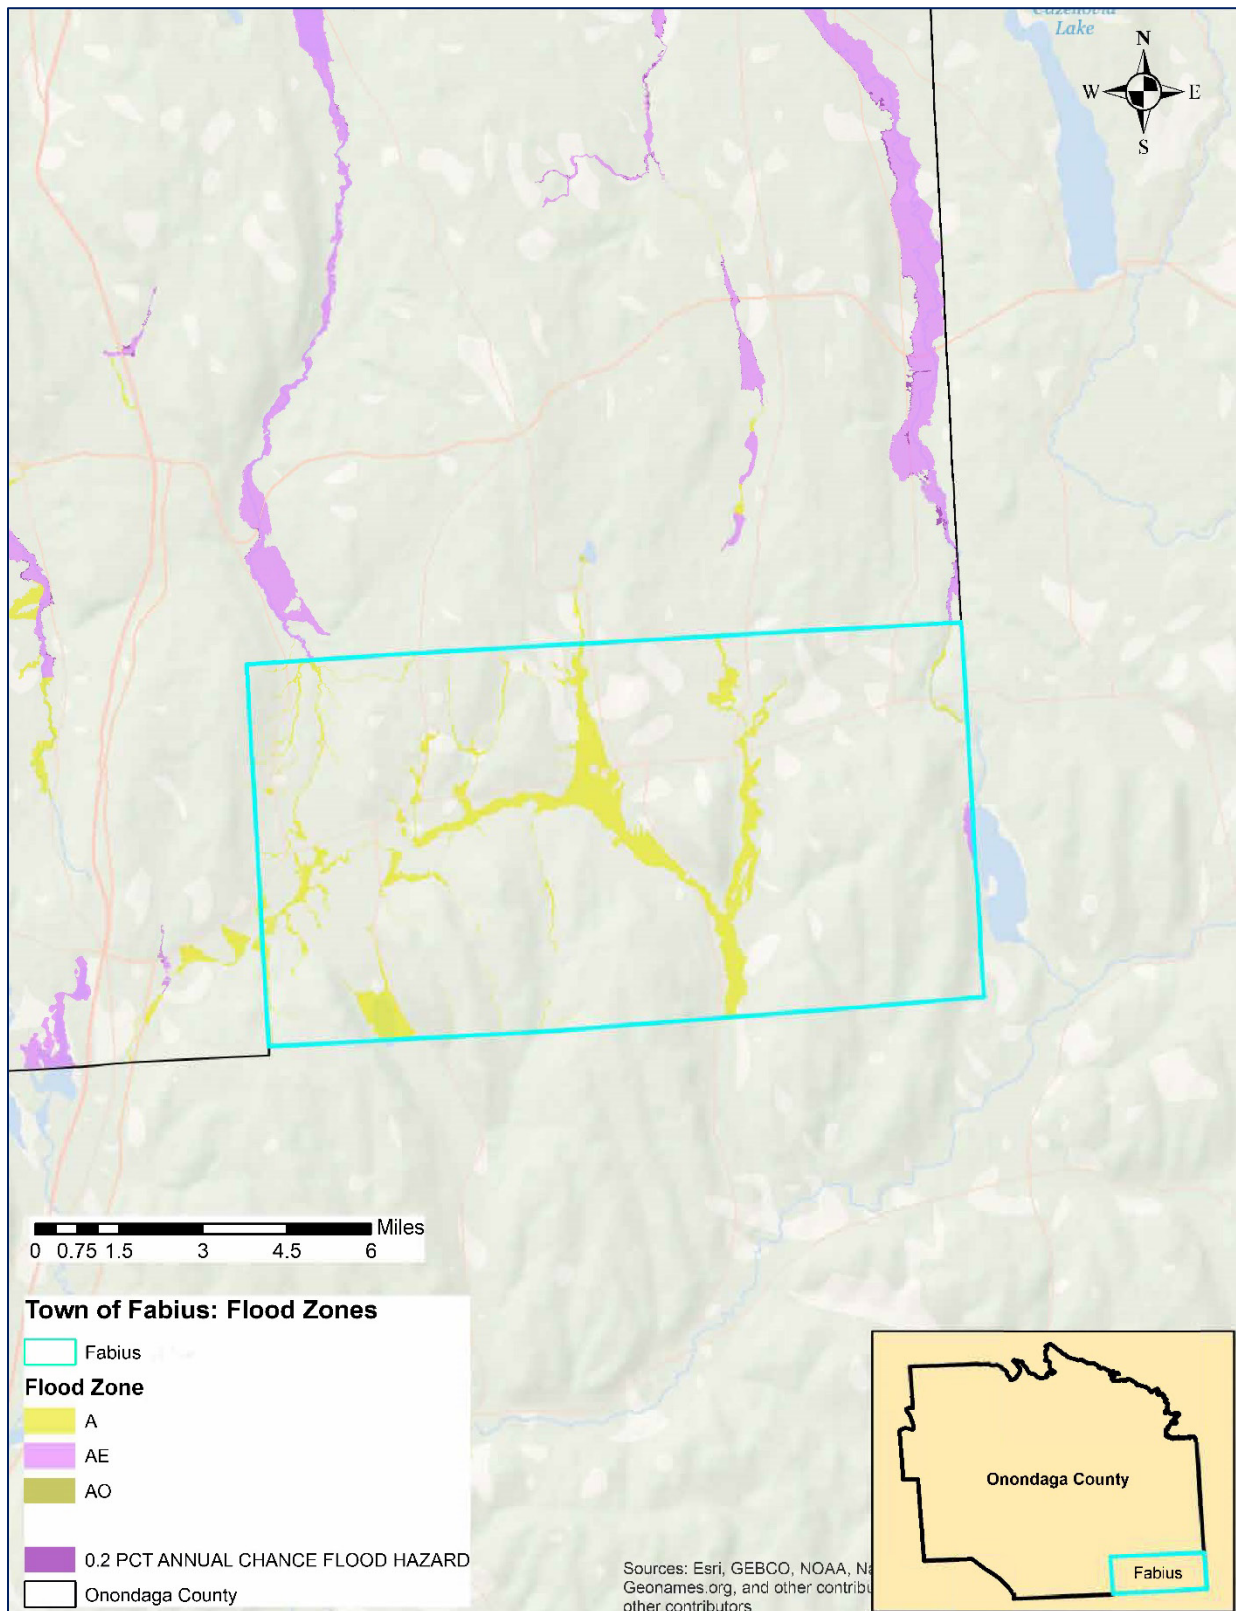 Lake
N
W
E
S
Miles
0 0.75 1.5 3 4.5 6
Town of Fabius: Flood Zones
Fabius
Flood Zone
A
AE
AO
0.2 PCT ANNUAL CHANCE FLOOD HAZARD
Onondaga County
Sources: Esri, GEBCO, NOAA,
Geonames.org, and other
other contributors
Onondaga County
Fabius